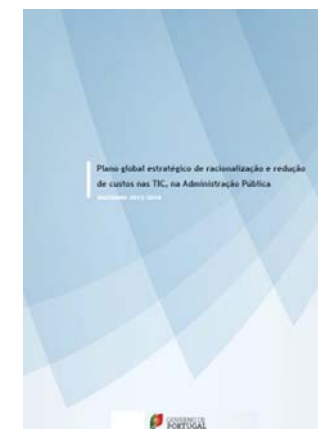 Plano global estratégico de racionalização e redução
de custos nas TIC, na Administração Pública
GOVERNO DE
PORTUGAL